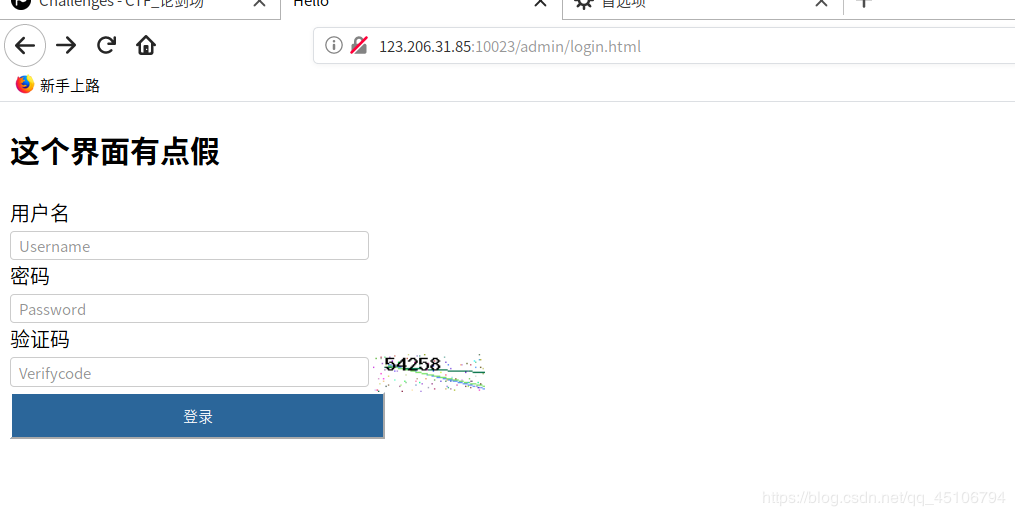 Challenges - CTF_论剑场
Hello
首选项
123.206.31.85:10023/admin/login.html
新手上路
这个界面有点假
用户名
Username
密码
Password
验证码
Verifycode
54258
登录
https://blog.csdn.net/qq_45106794